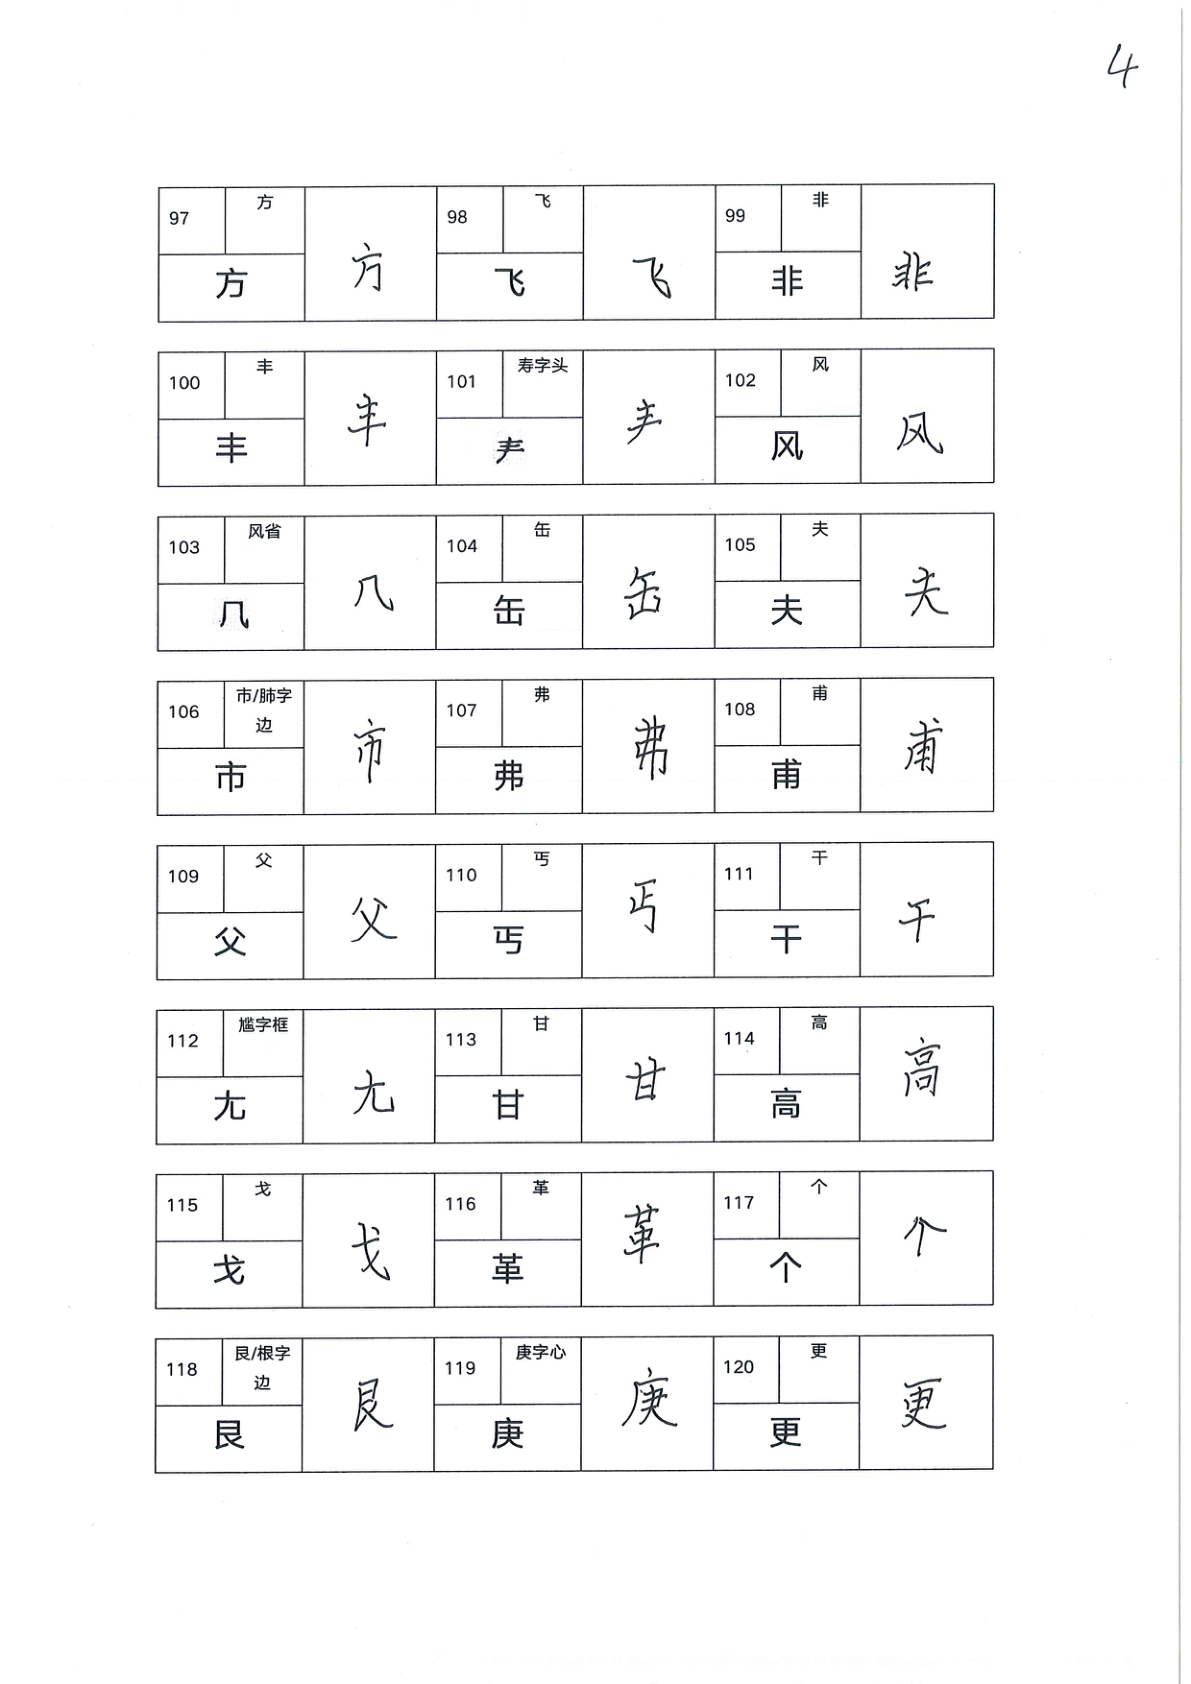 4
97 方 方 方 98 飞 飞 飞 99 非 非 非
100 丰 丰 丰 101 寿字头 𡗗 102 风 风 风
103 风省 几 几 104 缶 缶 缶 105 夫 夫 夫
106 市/肺字边 市 市 107 弗 弗 弗 108 甫 甫 甫
109 父 父 父 110 丐 丐 丐 111 干 干 干
112 尴字框 尢 尢 113 甘 甘 甘 114 高 高 高
115 戈 戈 戈 116 革 革 革 117 个 个 个
118 艮/根字边 艮 艮 119 庚字心 庚 庚 120 更 更 更